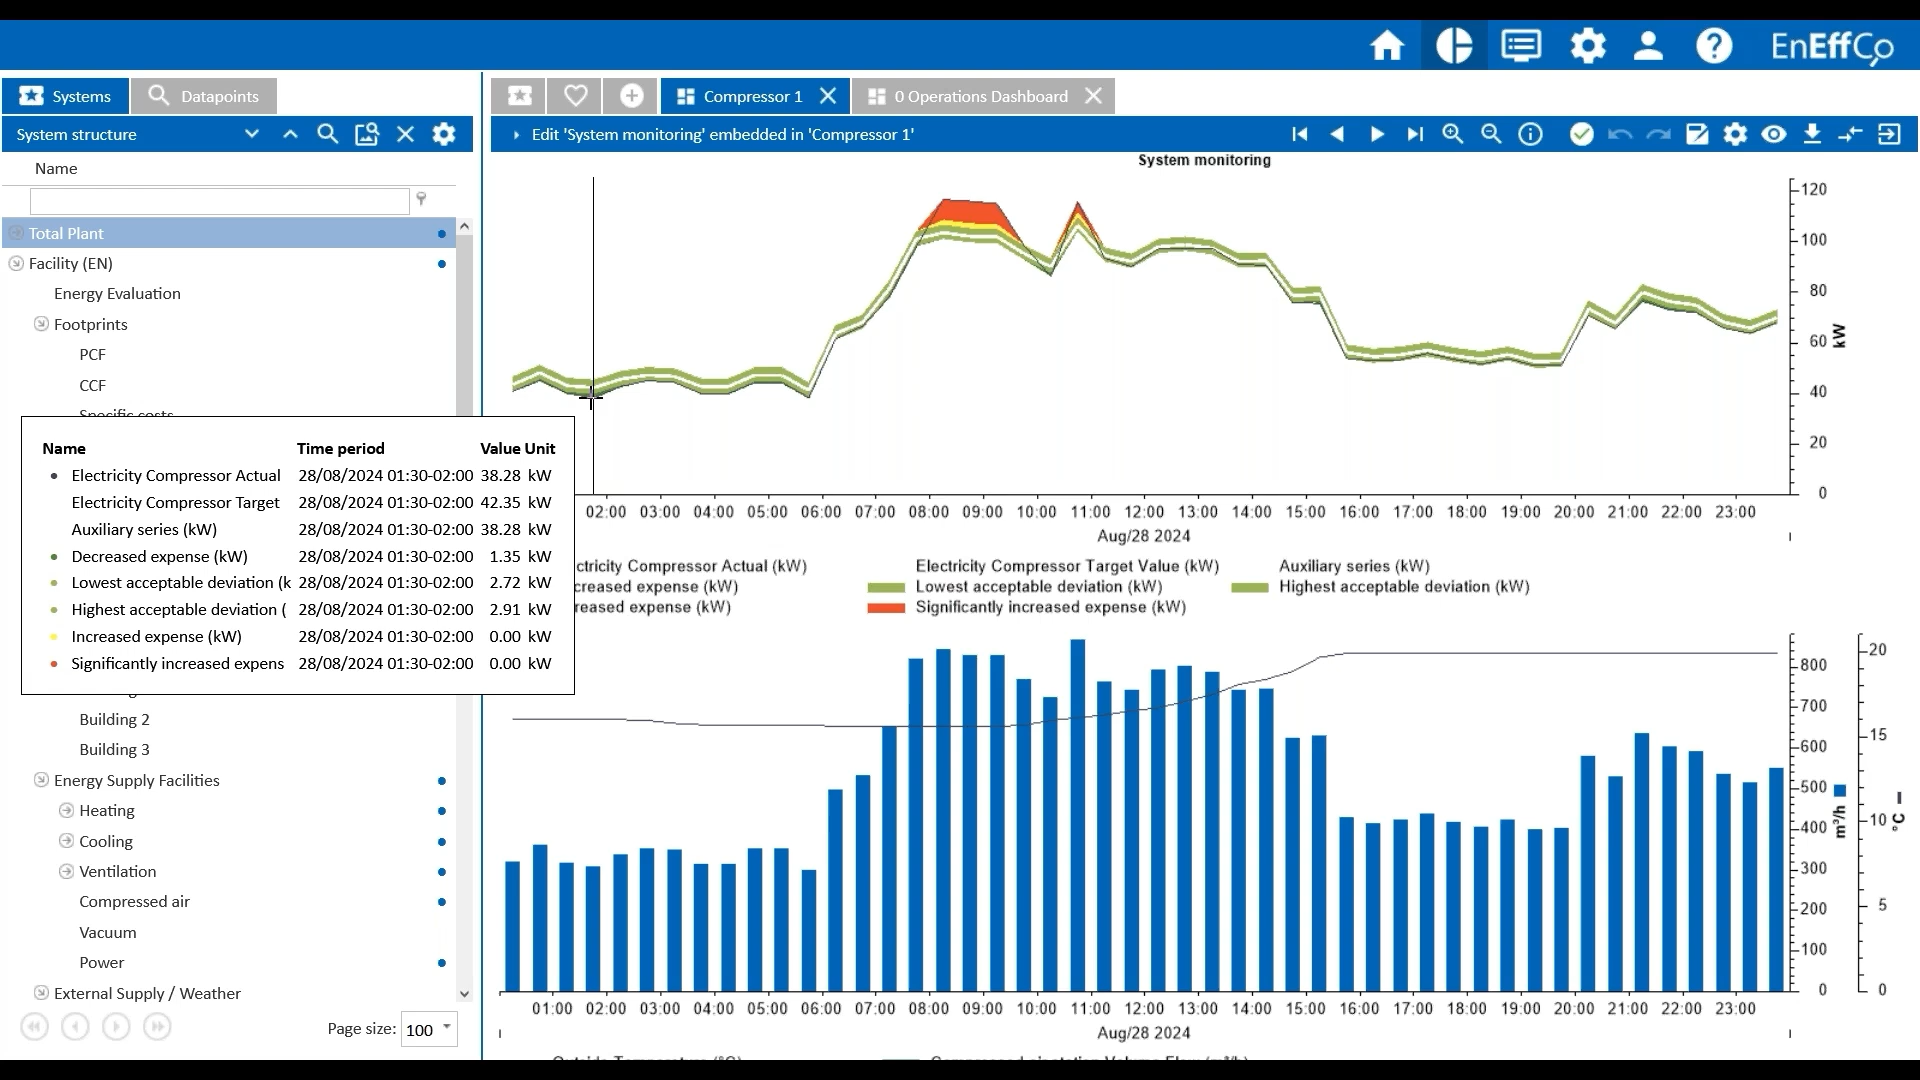 EnEffCo
Systems
Datapoints
Compressor 1
0 Operations Dashboard
System structure
Edit 'System monitoring' embedded in 'Compressor 1'
Name
System monitoring
Total Plant
Facility (EN)
Energy Evaluation
Footprints
PCF
CCF
Specific costs
Name Time period Value Unit
Electricity Compressor Actual 28/08/2024 01:30-02:00 38.28 kW
Electricity Compressor Target 28/08/2024 01:30-02:00 42.35 kW
Auxiliary series (kW) 28/08/2024 01:30-02:00 38.28 kW
Decreased expense (kW) 28/08/2024 01:30-02:00 1.35 kW
Lowest acceptable deviation (k 28/08/2024 01:30-02:00 2.72 kW
Highest acceptable deviation ( 28/08/2024 01:30-02:00 2.91 kW
Increased expense (kW) 28/08/2024 01:30-02:00 0.00 kW
Significantly increased expens 28/08/2024 01:30-02:00 0.00 kW
Building 2
Building 3
Energy Supply Facilities
Heating
Cooling
Ventilation
Compressed air
Vacuum
Power
External Supply / Weather
Page size: 100
120
100
80
60
40
20
0
kW
02:00 03:00 04:00 05:00 06:00 07:00 08:00 09:00 10:00 11:00 12:00 13:00 14:00 15:00 16:00 17:00 18:00 19:00 20:00 21:00 22:00 23:00
Aug/28 2024
ctricity Compressor Actual (kW) Electricity Compressor Target Value (kW) Auxiliary series (kW)
creased expense (kW) Lowest acceptable deviation (kW) Highest acceptable deviation (kW)
reased expense (kW) Significantly increased expense (kW)
800
700
600
500
400
300
200
100
0
m³/h
20
15
10
5
0
°C
01:00 02:00 03:00 04:00 05:00 06:00 07:00 08:00 09:00 10:00 11:00 12:00 13:00 14:00 15:00 16:00 17:00 18:00 19:00 20:00 21:00 22:00 23:00
Aug/28 2024
Outside Temperature (°C)